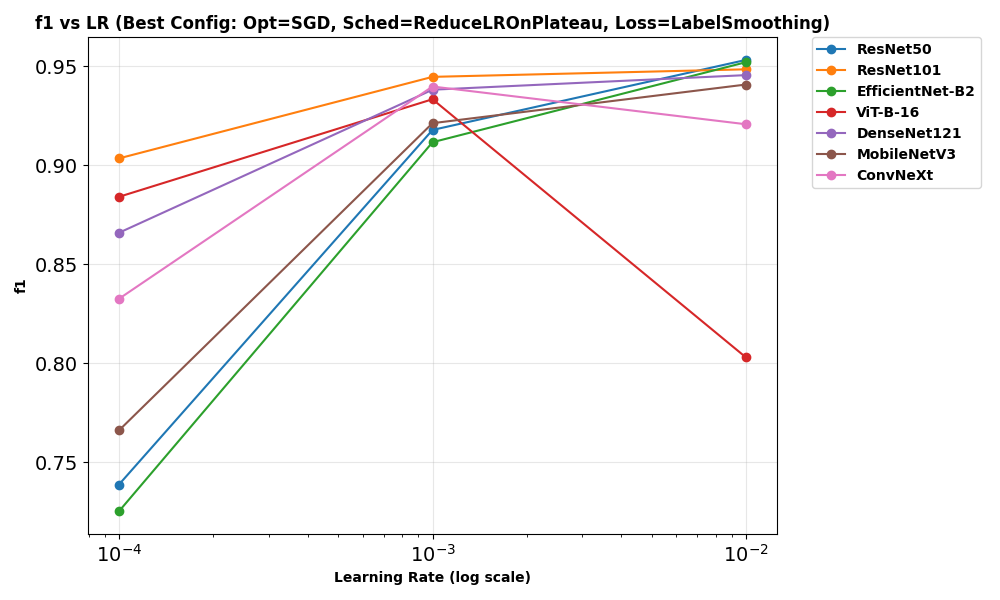 f1 vs LR (Best Config: Opt=SGD, Sched=ReduceLROnPlateau, Loss=LabelSmoothing)
ResNet50
ResNet101
EfficientNet-B2
ViT-B-16
DenseNet121
MobileNetV3
ConvNeXt
0.95
0.90
0.85
0.80
0.75
f1
10⁻⁴ 10⁻³ 10⁻²
Learning Rate (log scale)